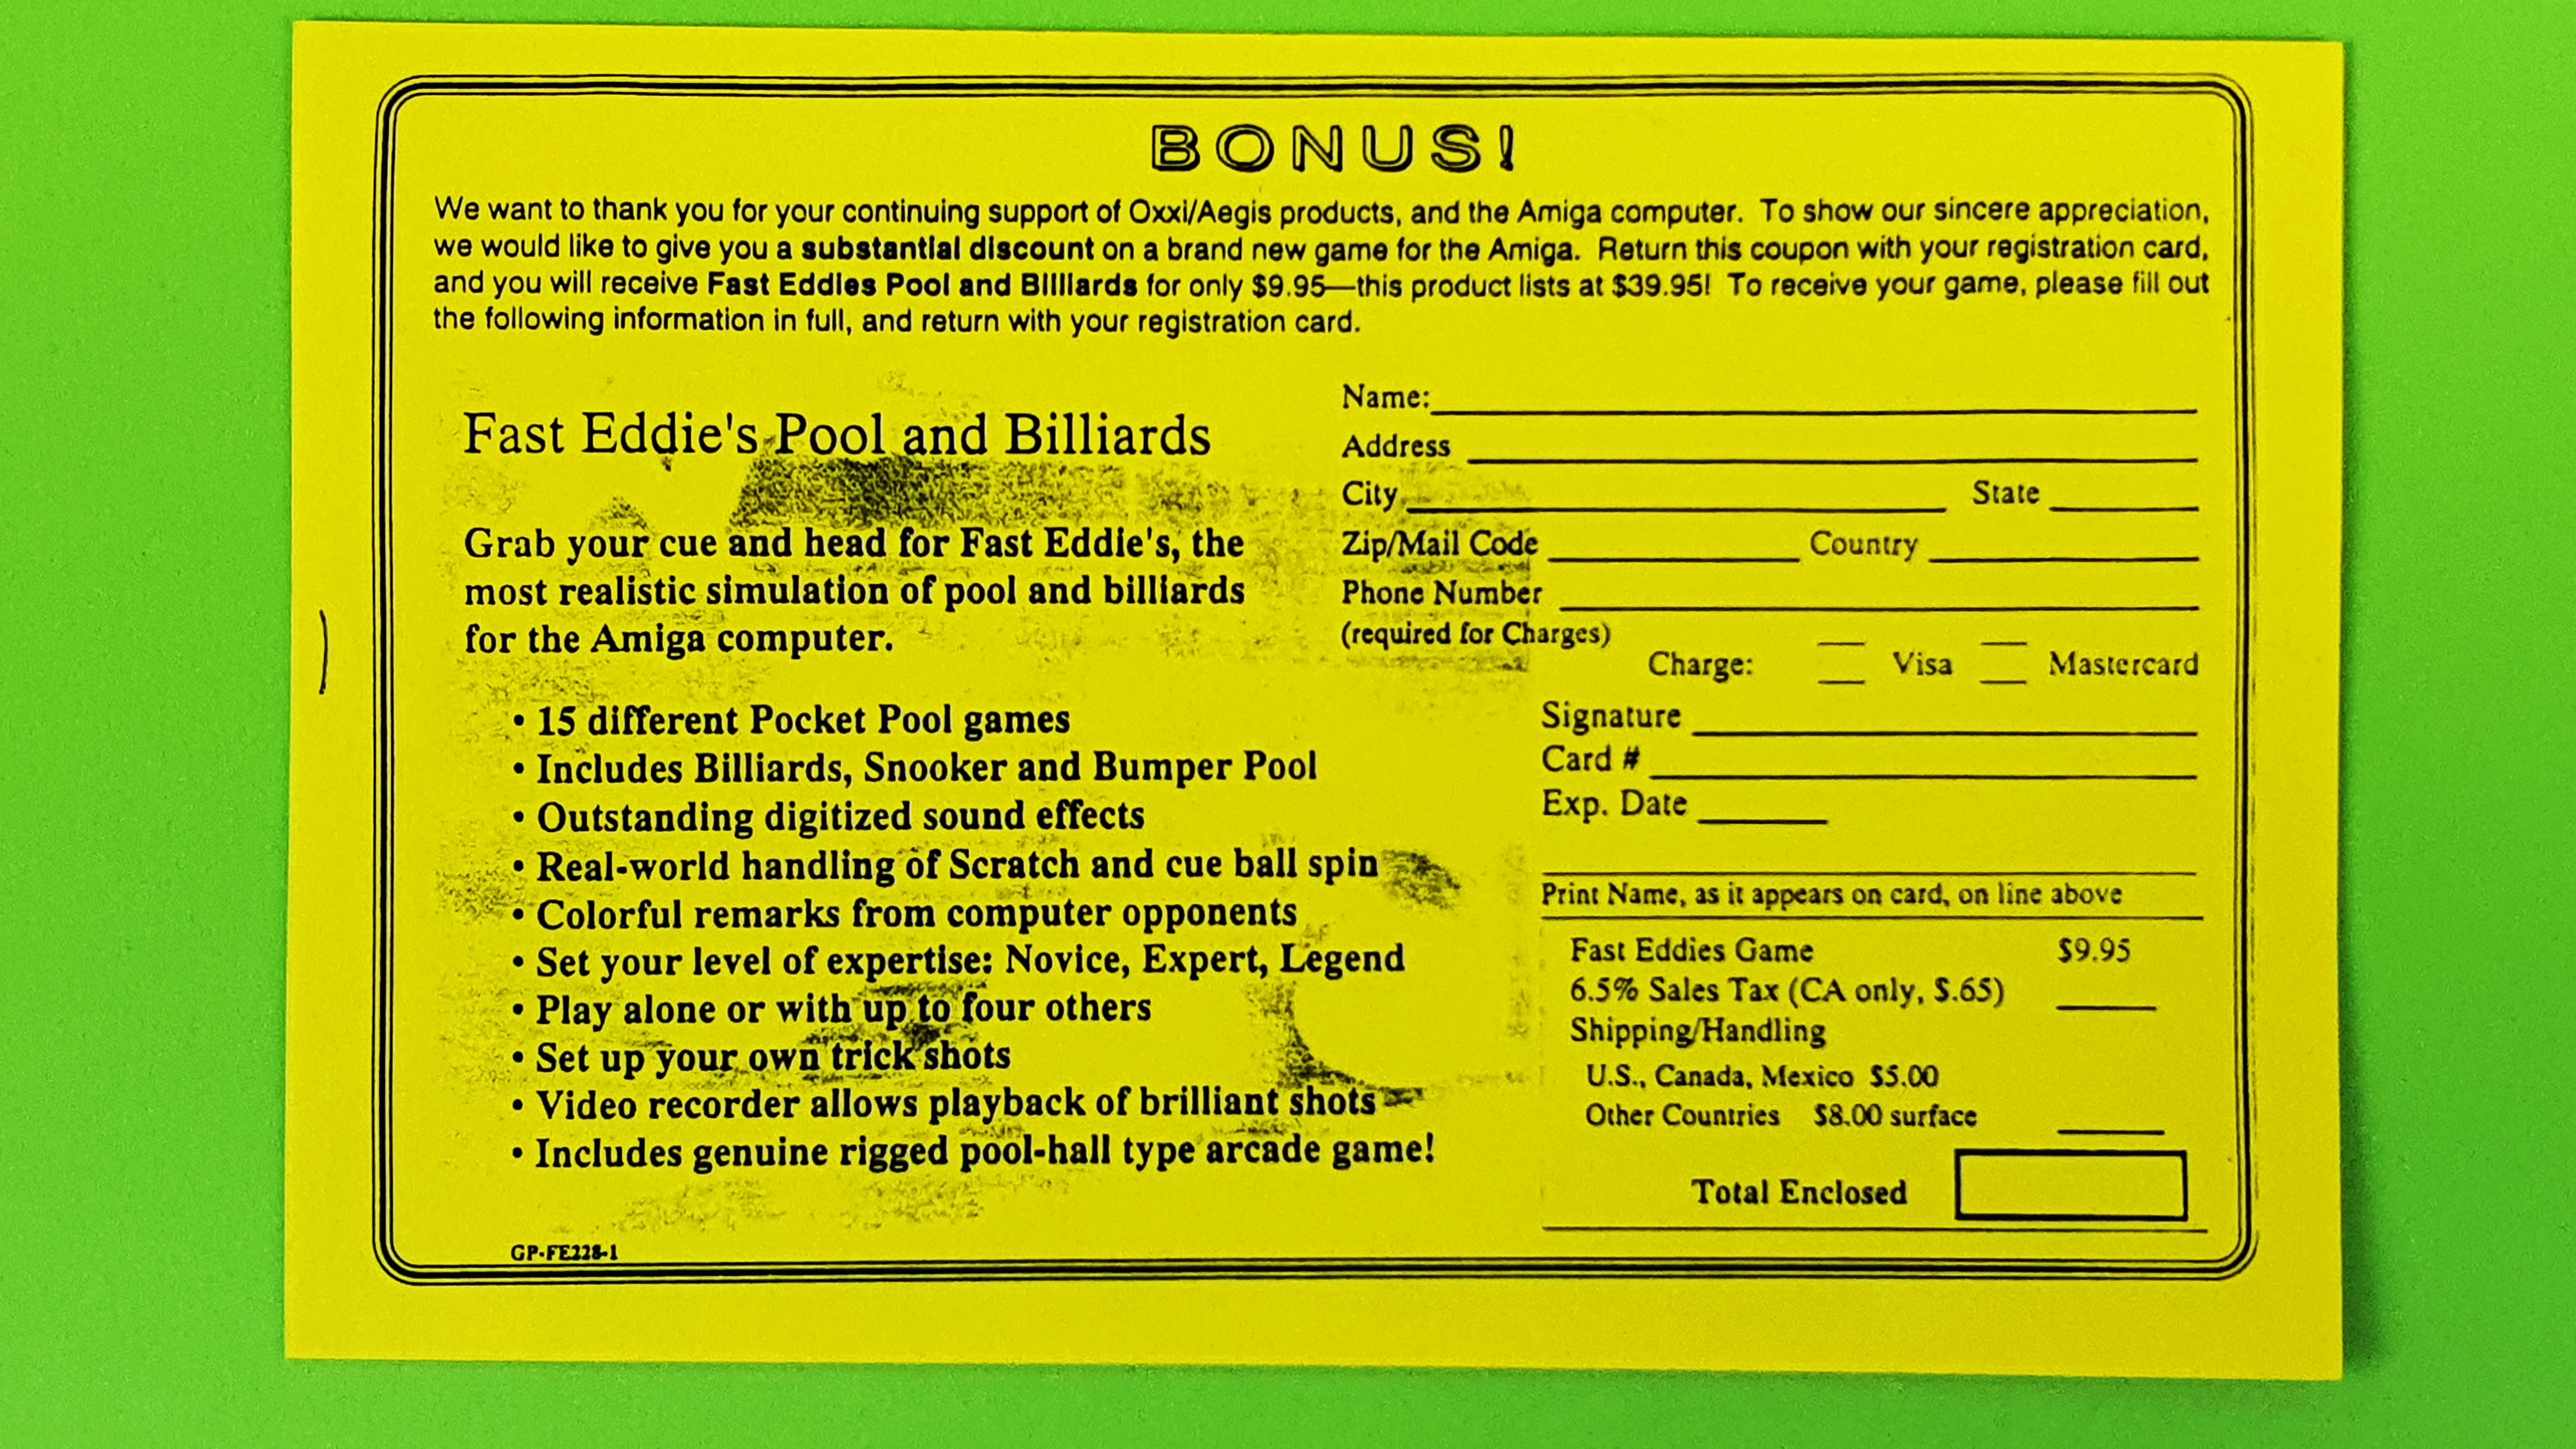 BONUS!
We want to thank you for your continuing support of Oxxi/Aegis products, and the Amiga computer. To show our sincere appreciation,
we would like to give you a substantial discount on a brand new game for the Amiga. Return this coupon with your registration card,
and you will receive Fast Eddies Pool and Billiards for only $9.95—this product lists at $39.95! To receive your game, please fill out
the following information in full, and return with your registration card.
Fast Eddie's Pool and Billiards
Grab your cue and head for Fast Eddie's, the
most realistic simulation of pool and billiards
for the Amiga computer.
• 15 different Pocket Pool games
• Includes Billiards, Snooker and Bumper Pool
• Outstanding digitized sound effects
• Real-world handling of Scratch and cue ball spin
• Colorful remarks from computer opponents
• Set your level of expertise: Novice, Expert, Legend
• Play alone or with up to four others
• Set up your own trick shots
• Video recorder allows playback of brilliant shots
• Includes genuine rigged pool-hall type arcade game!
GP-FE228-1
Name:
Address
City State
Zip/Mail Code Country
Phone Number
(required for Charges)
Charge: Visa Mastercard
Signature
Card #
Exp. Date
Print Name, as it appears on card, on line above
Fast Eddies Game $9.95
6.5% Sales Tax (CA only, $.65)
Shipping/Handling
U.S., Canada, Mexico $5.00
Other Countries $8.00 surface
Total Enclosed